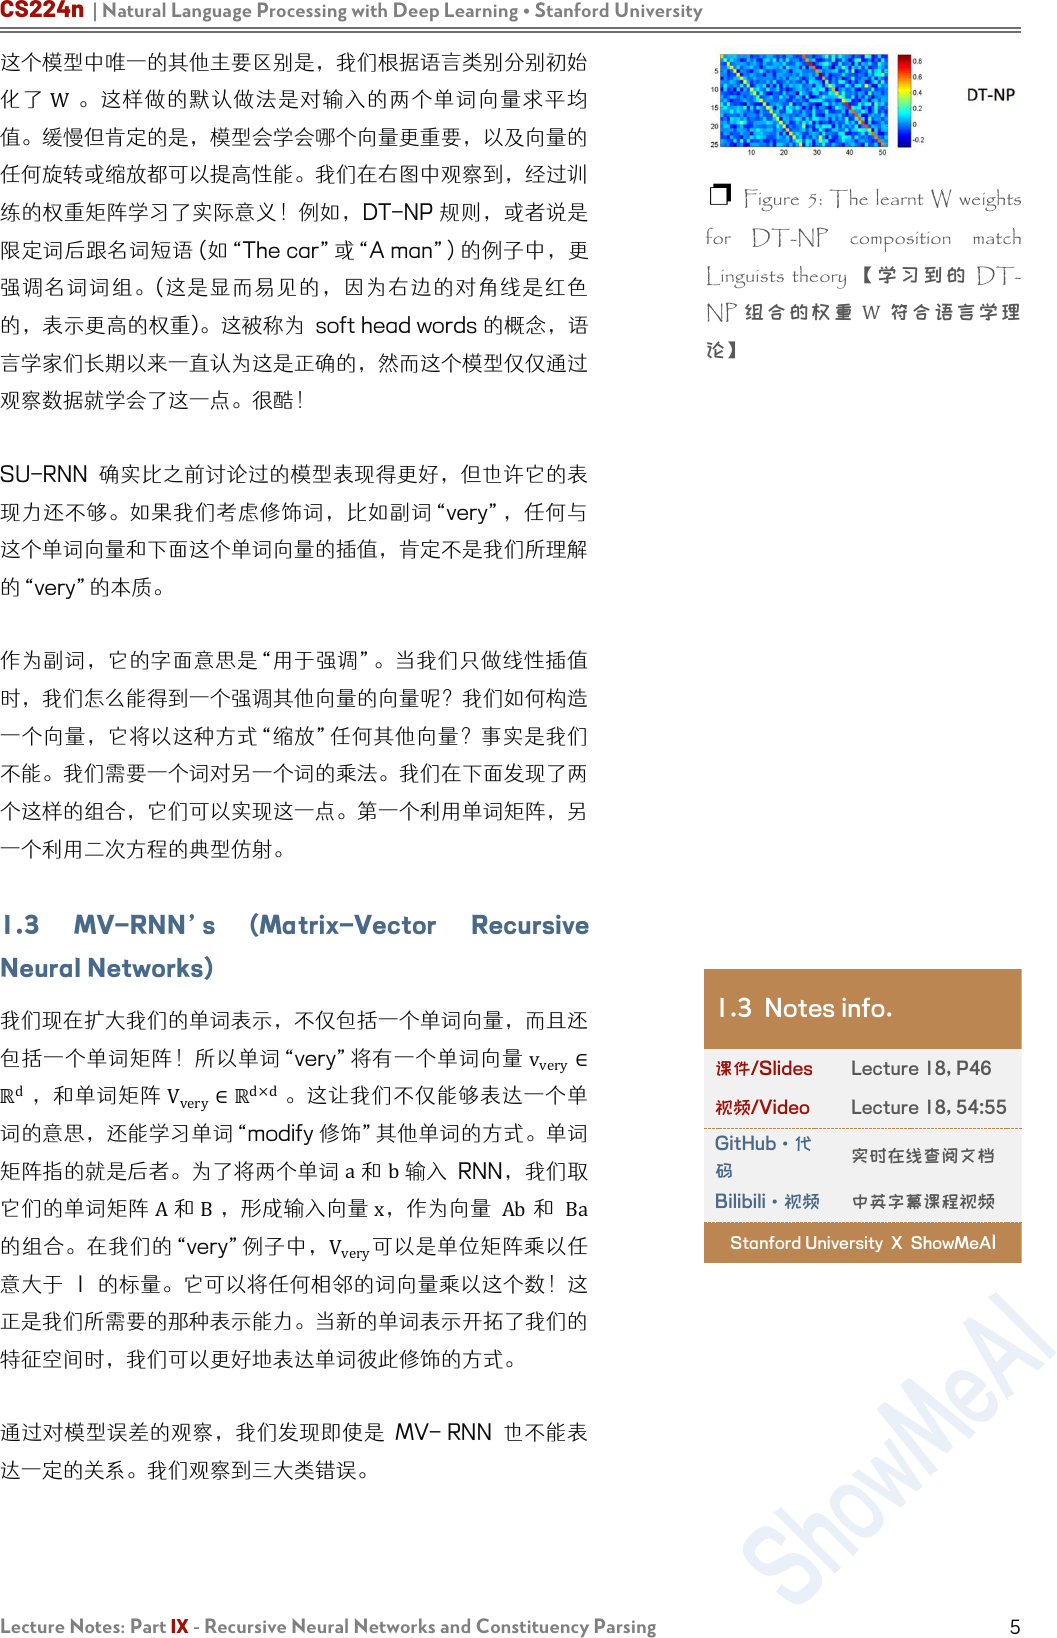 CS224n | Natural Language Processing with Deep Learning • Stanford University
这个模型中唯一的其他主要区别是，我们根据语言类别分别初始
化了 W 。这样做的默认做法是对输入的两个单词向量求平均
值。缓慢但肯定的是，模型会学会哪个向量更重要，以及向量的
任何旋转或缩放都可以提高性能。我们在右图中观察到，经过训
练的权重矩阵学习了实际意义！例如，DT-NP 规则，或者说是
限定词后跟名词短语 (如 “The car” 或 “A man” ) 的例子中，更
强调名词词组。(这是显而易见的，因为右边的对角线是红色
的，表示更高的权重)。这被称为 soft head words 的概念，语
言学家们长期以来一直认为这是正确的，然而这个模型仅仅通过
观察数据就学会了这一点。很酷！
SU-RNN 确实比之前讨论过的模型表现得更好，但也许它的表
现力还不够。如果我们考虑修饰词，比如副词 “very” ，任何与
这个单词向量和下面这个单词向量的插值，肯定不是我们所理解
的 “very” 的本质。
作为副词，它的字面意思是 “用于强调” 。当我们只做线性插值
时，我们怎么能得到一个强调其他向量的向量呢？我们如何构造
一个向量，它将以这种方式 “缩放” 任何其他向量？事实是我们
不能。我们需要一个词对另一个词的乘法。我们在下面发现了两
个这样的组合，它们可以实现这一点。第一个利用单词矩阵，另
一个利用二次方程的典型仿射。
1.3 MV-RNN’s (Matrix-Vector Recursive
Neural Networks)
我们现在扩大我们的单词表示，不仅包括一个单词向量，而且还
包括一个单词矩阵！所以单词 “very” 将有一个单词向量 v_very ∈
ℝ^d ，和单词矩阵 V_very ∈ ℝ^d×d 。这让我们不仅能够表达一个单
词的意思，还能学习单词 “modify 修饰” 其他单词的方式。单词
矩阵指的就是后者。为了将两个单词 a 和 b 输入 RNN，我们取
它们的单词矩阵 A 和 B ，形成输入向量 x，作为向量 Ab 和 Ba
的组合。在我们的 “very” 例子中，V_very可以是单位矩阵乘以任
意大于 1 的标量。它可以将任何相邻的词向量乘以这个数！这
正是我们所需要的那种表示能力。当新的单词表示开拓了我们的
特征空间时，我们可以更好地表达单词彼此修饰的方式。
通过对模型误差的观察，我们发现即使是 MV- RNN 也不能表
达一定的关系。我们观察到三大类错误。
5
10
15
20
25
10 20 30 40 50
0.8
0.6
0.4
0.2
0
-0.2
DT-NP
❐ Figure 5: The learnt W weights
for DT-NP composition match
Linguists theory 【学习到的 DT-
NP 组合的权重 W 符合语言学理
论】
1.3 Notes info.
课件/Slides Lecture 18, P46
视频/Video Lecture 18, 54:55
GitHub・代
码 实时在线查阅文档
Bilibili・视频 中英字幕课程视频
Stanford University X ShowMeAI
ShowMeAI
Lecture Notes: Part IX - Recursive Neural Networks and Constituency Parsing 5